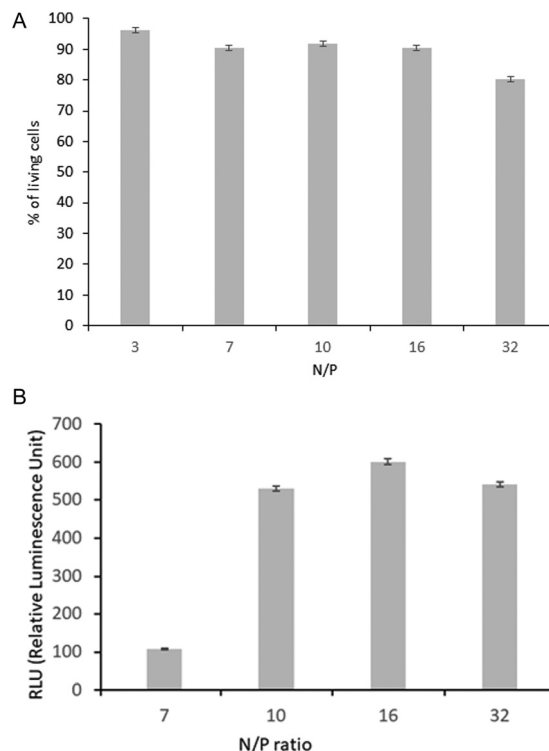 A
100
90
80
70
60
50
40
30
20
10
0
% of living cells
3 7 10 16 32
N/P
B
700
600
500
400
300
200
100
0
RLU (Relative Luminescence Unit)
7 10 16 32
N/P ratio